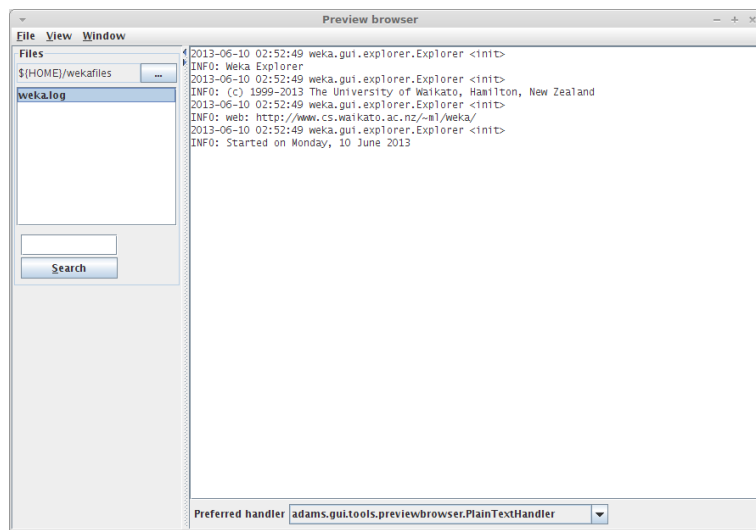 Preview browser
File View Window
Files
${HOME}/wekafiles ...
weka.log
Search
2013-06-10 02:52:49 weka.gui.explorer.Explorer <init>
INFO: Weka Explorer
2013-06-10 02:52:49 weka.gui.explorer.Explorer <init>
INFO: (c) 1999-2013 The University of Waikato, Hamilton, New Zealand
2013-06-10 02:52:49 weka.gui.explorer.Explorer <init>
INFO: web: http://www.cs.waikato.ac.nz/~ml/weka/
2013-06-10 02:52:49 weka.gui.explorer.Explorer <init>
INFO: Started on Monday, 10 June 2013
Preferred handler adams.gui.tools.previewbrowser.PlainTextHandler